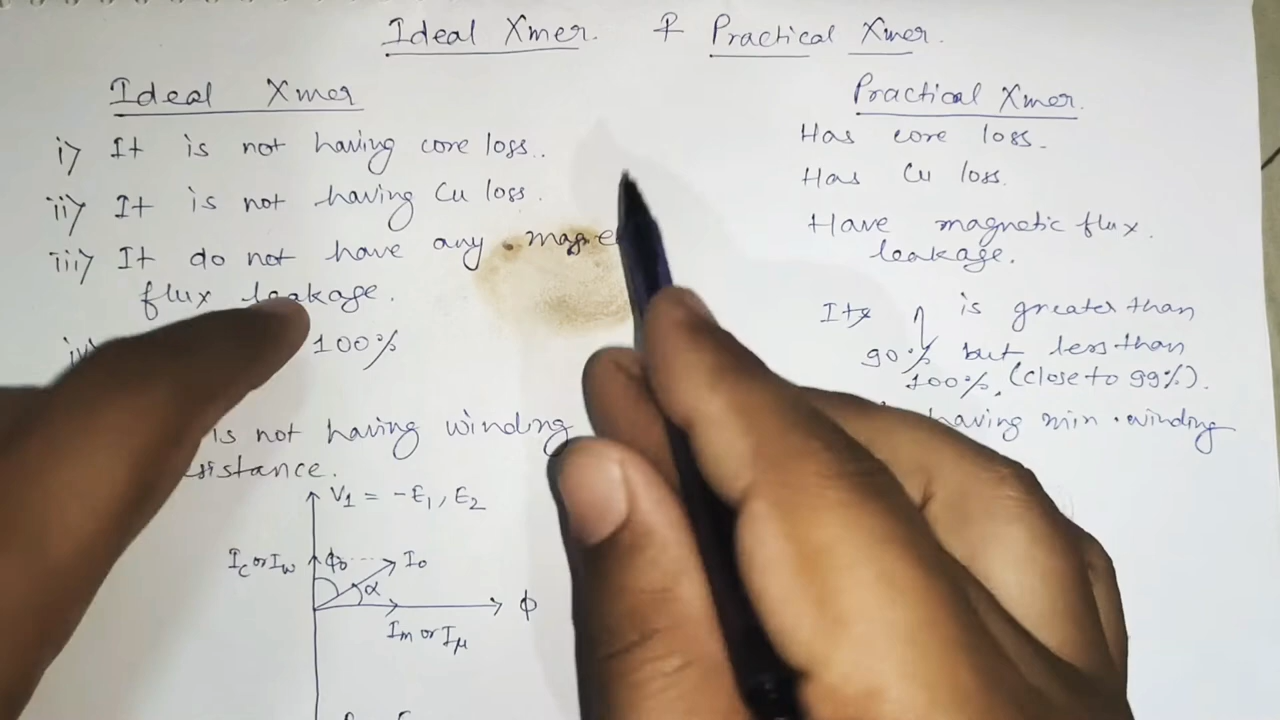 Ideal Xmer. & Practical Xmer.
Ideal Xmer
i) It is not having core loss..
ii) It is not having Cu loss.
iii) It do not have any
flux leakage.
100%
is not having winding
sistance.
V1 = -E1, E2
Ic or Iw
Φ0
I0
α
Φ
Im or Iμ
Practical Xmer.
Has core loss.
Has Cu loss.
Have magnetic flux.
leakage.
Its η is greater than
90% but less than
100%. (close to 99%).
having min. winding